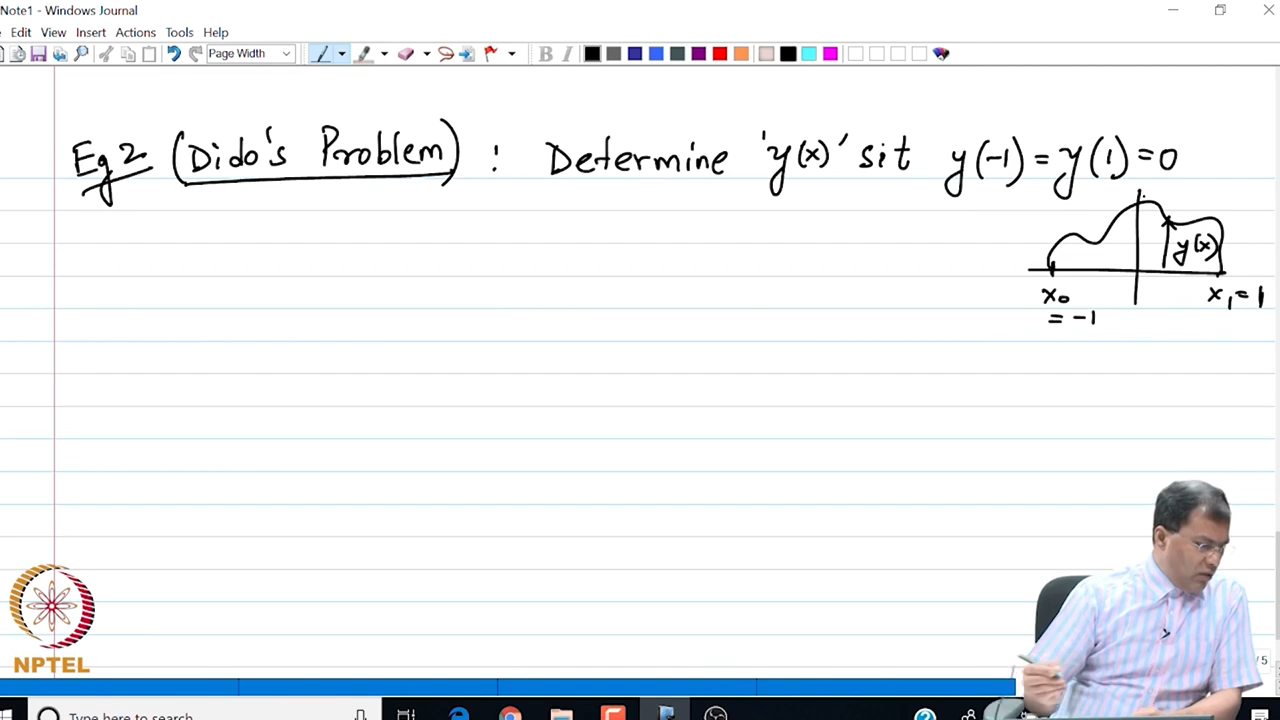 Note1 - Windows Journal
Edit View Insert Actions Tools Help
Page Width
B I
Eg 2 (Dido's Problem) : Determine 'y(x)' s.t y(-1) = y(1) = 0
y(x)
x₀ x₁ = 1
= -1
NPTEL
/ 5
Type here to search